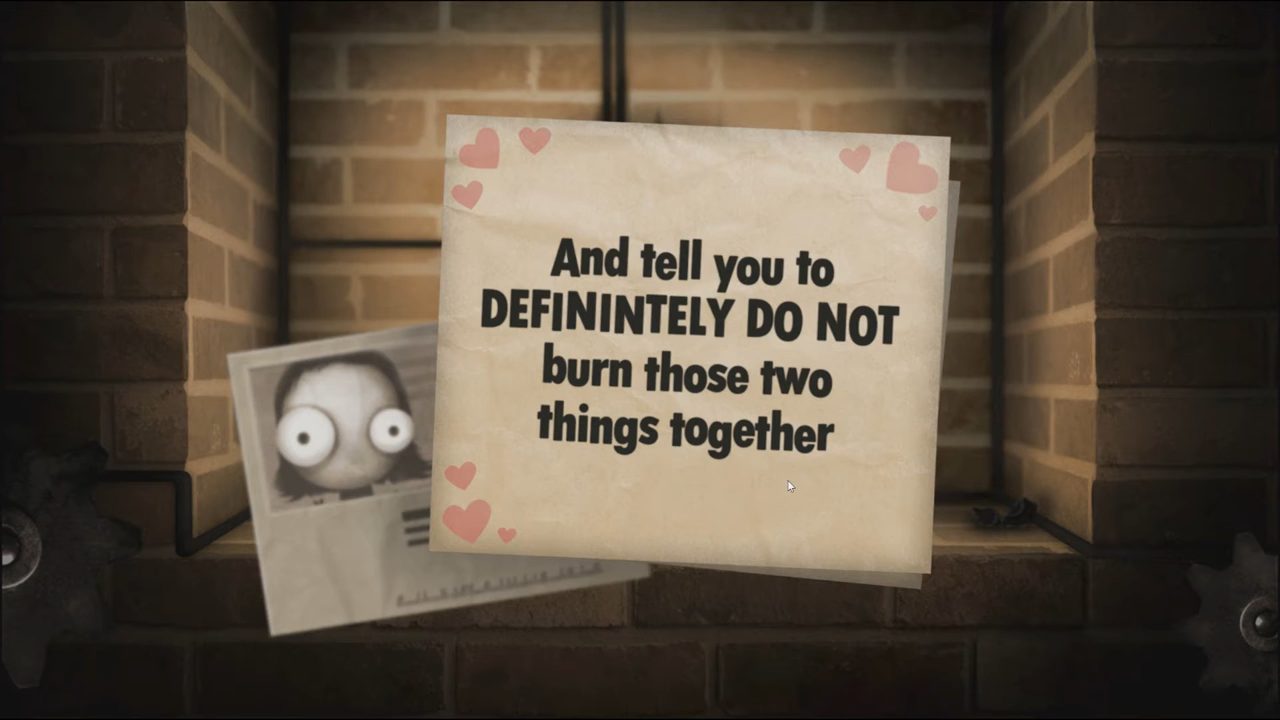 And tell you to
DEFININTELY DO NOT
burn those two
things together